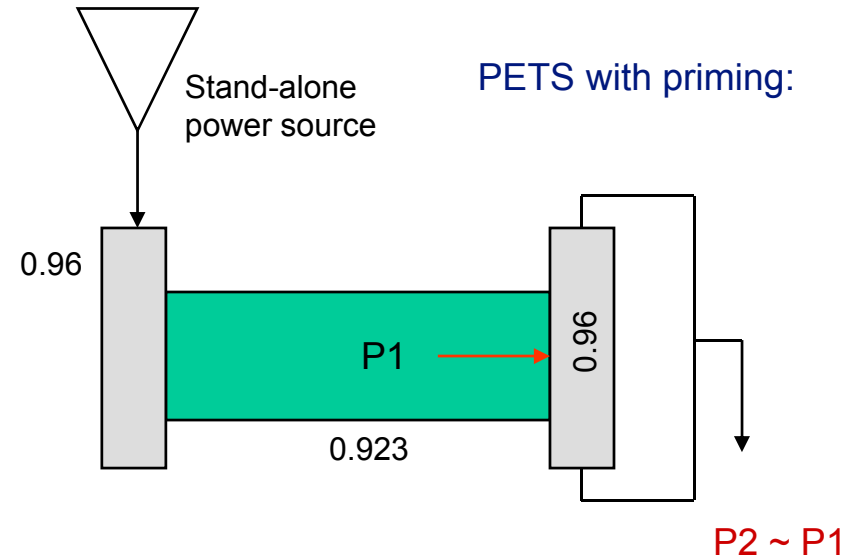 Stand-alone
power source
PETS with priming:
0.96
P1
0.96
0.923
P2 ~ P1